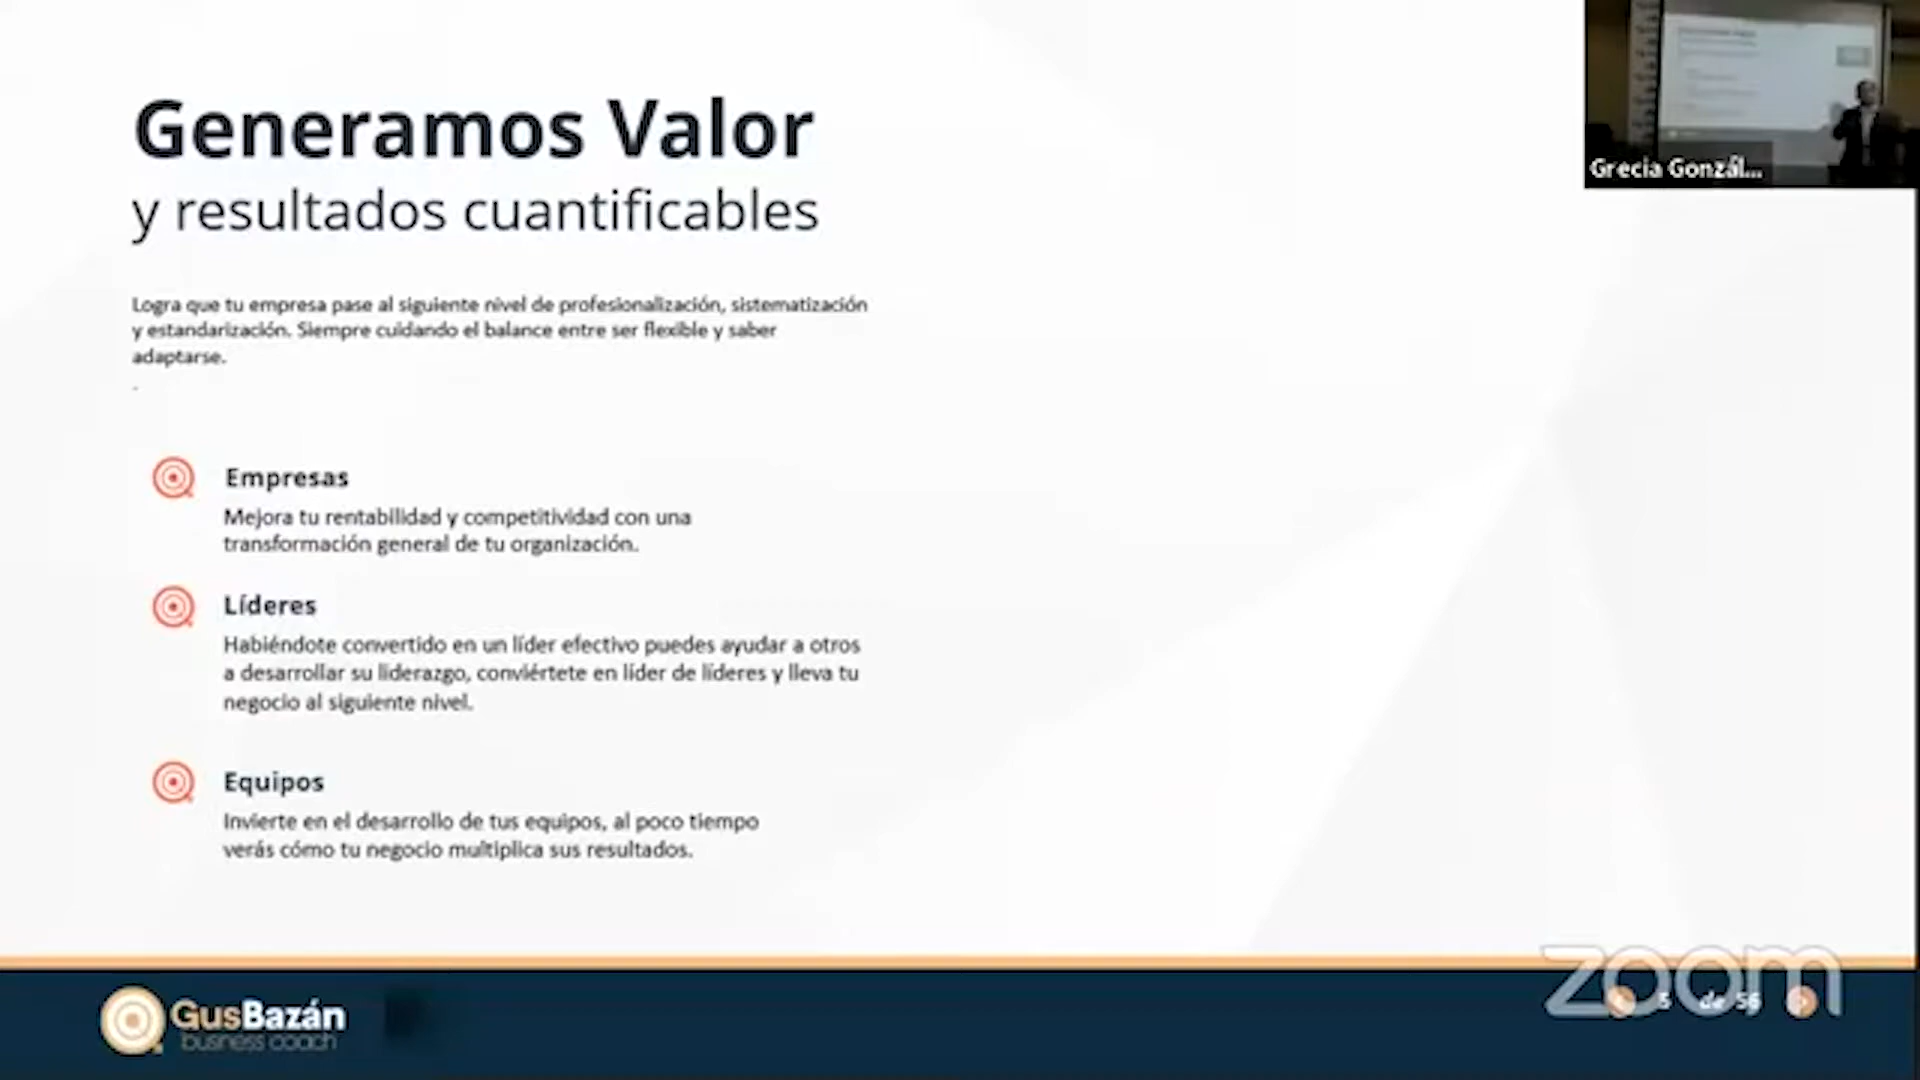 Generamos Valor
y resultados cuantificables
Logra que tu empresa pase al siguiente nivel de profesionalización, sistematización
y estandarización. Siempre cuidando el balance entre ser flexible y saber
adaptarse.
.
Empresas
Mejora tu rentabilidad y competitividad con una
transformación general de tu organización.
Líderes
Habiéndote convertido en un líder efectivo puedes ayudar a otros
a desarrollar su liderazgo, conviértete en líder de líderes y lleva tu
negocio al siguiente nivel.
Equipos
Invierte en el desarrollo de tus equipos, al poco tiempo
verás cómo tu negocio multiplica sus resultados.
Grecia Gonzál...
GusBazán
business coach
5 de 56
zoom